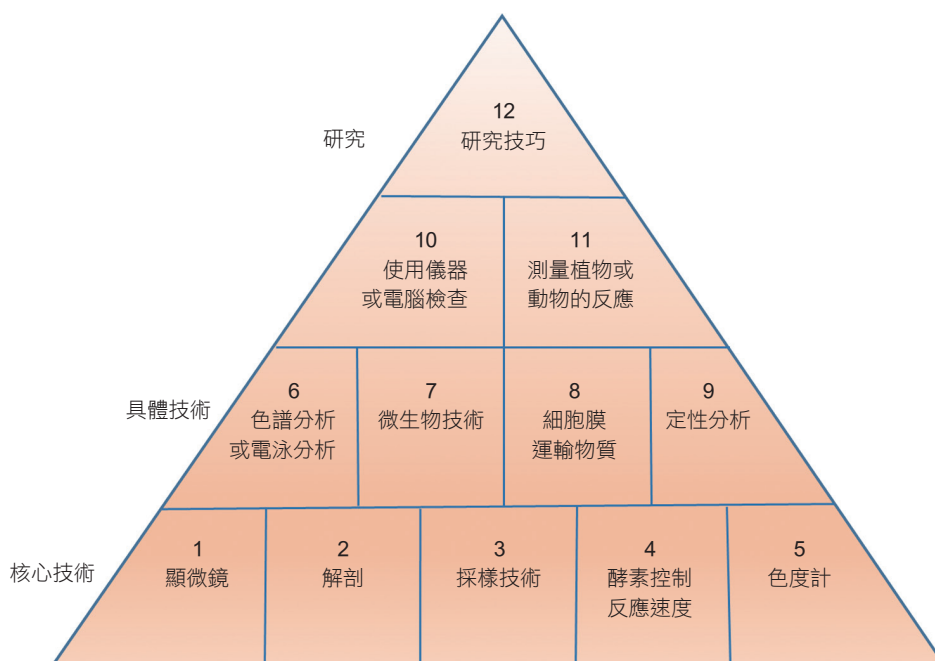 12
研究
研究技巧
10
使用儀器
或電腦檢查
11
測量植物或
動物的反應
具體技術
6
色譜分析
或電泳分析
7
微生物技術
8
細胞膜
運輸物質
9
定性分析
核心技術
1
顯微鏡
2
解剖
3
採樣技術
4
酵素控制
反應速度
5
色度計